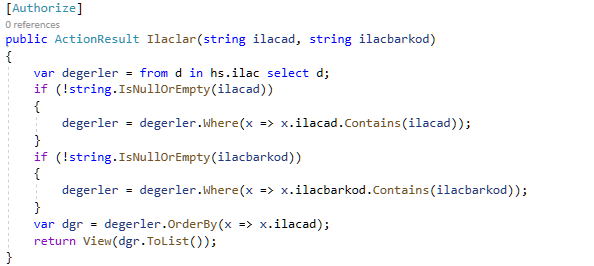 [Authorize]
0 references
public ActionResult Ilaclar(string ilacad, string ilacbarkod)
{
    var degerler = from d in hs.ilac select d;
    if (!string.IsNullOrEmpty(ilacad))
    {
        degerler = degerler.Where(x => x.ilacad.Contains(ilacad));
    }
    if (!string.IsNullOrEmpty(ilacbarkod))
    {
        degerler = degerler.Where(x => x.ilacbarkod.Contains(ilacbarkod));
    }
    var dgr = degerler.OrderBy(x => x.ilacad);
    return View(dgr.ToList());
}